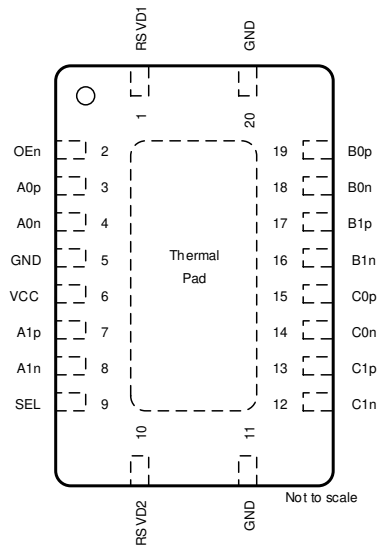 RSVD1
GND
1
20
OEn 2 19 B0p
A0p 3 18 B0n
A0n 4 17 B1p
GND 5 16 B1n
VCC 6 15 C0p
A1p 7 14 C0n
A1n 8 13 C1p
SEL 9 12 C1n
Thermal
Pad
10
11
RSVD2
GND
Not to scale